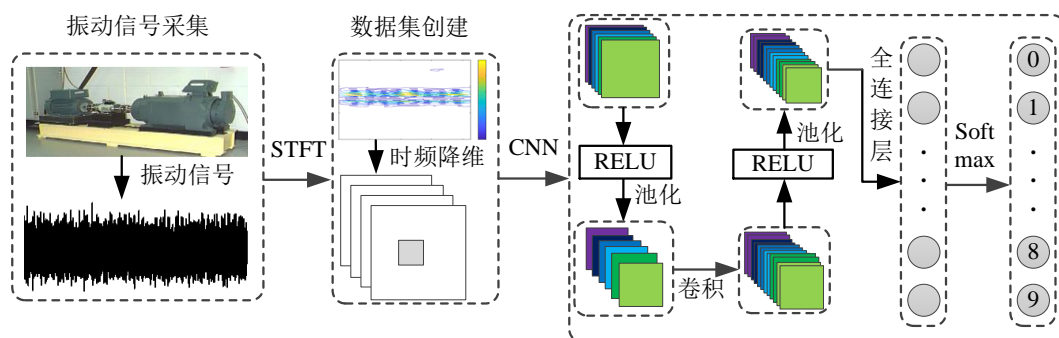 振动信号采集
数据集创建
振动信号
STFT
时频降维
CNN
RELU
池化
卷积
RELU
池化
全连接层
Soft
max
0
1
8
9